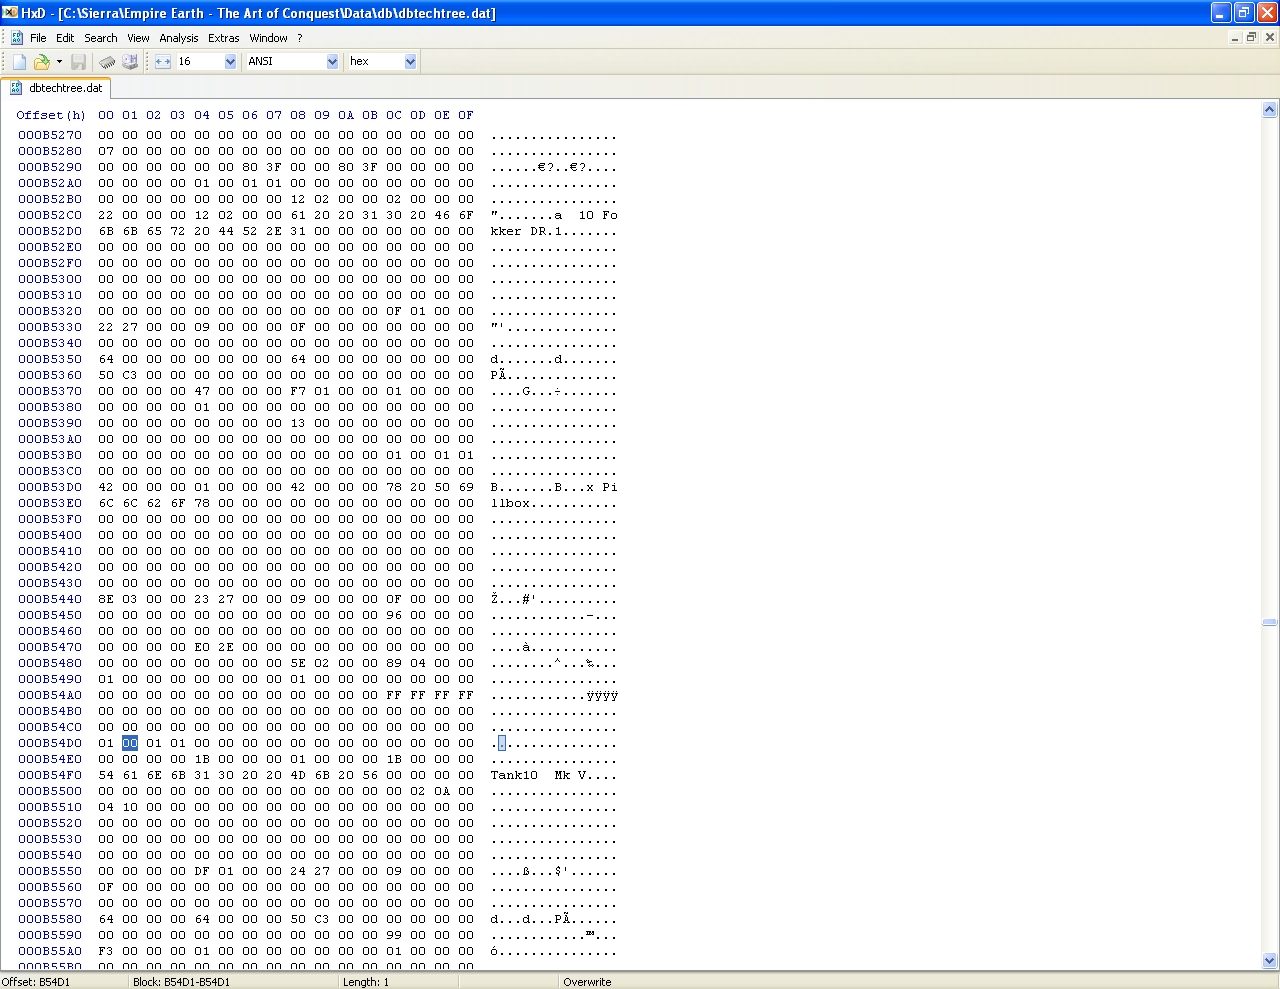 HxD - [C:\Sierra\Empire Earth - The Art of Conquest\Data\db\dbtechtree.dat]
File Edit Search View Analysis Extras Window ?
16 ANSI hex
dbtechtree.dat
Offset(h) 00 01 02 03 04 05 06 07 08 09 0A 0B 0C 0D 0E 0F
000B5270 00 00 00 00 00 00 00 00 00 00 00 00 00 00 00 00 ................
000B5280 07 00 00 00 00 00 00 00 00 00 00 00 00 00 00 00 ................
000B5290 00 00 00 00 00 00 80 3F 00 00 80 3F 00 00 00 00 ......€?..€?....
000B52A0 00 00 00 00 01 00 01 01 00 00 00 00 00 00 00 00 ................
000B52B0 00 00 00 00 00 00 00 00 12 02 00 00 02 00 00 00 ................
000B52C0 22 00 00 00 12 02 00 00 61 20 20 31 30 20 46 6F ".......a  10 Fo
000B52D0 6B 6B 65 72 20 44 52 2E 31 00 00 00 00 00 00 00 kker DR.1.......
000B52E0 00 00 00 00 00 00 00 00 00 00 00 00 00 00 00 00 ................
000B52F0 00 00 00 00 00 00 00 00 00 00 00 00 00 00 00 00 ................
000B5300 00 00 00 00 00 00 00 00 00 00 00 00 00 00 00 00 ................
000B5310 00 00 00 00 00 00 00 00 00 00 00 00 00 00 00 00 ................
000B5320 00 00 00 00 00 00 00 00 00 00 00 00 0F 01 00 00 ................
000B5330 22 27 00 00 09 00 00 00 0F 00 00 00 00 00 00 00 "'..............
000B5340 00 00 00 00 00 00 00 00 00 00 00 00 00 00 00 00 ................
000B5350 64 00 00 00 00 00 00 00 64 00 00 00 00 00 00 00 d.......d.......
000B5360 50 C3 00 00 00 00 00 00 00 00 00 00 00 00 00 00 PÃ..............
000B5370 00 00 00 00 47 00 00 00 F7 01 00 00 01 00 00 00 ....G...÷.......
000B5380 00 00 00 00 01 00 00 00 00 00 00 00 00 00 00 00 ................
000B5390 00 00 00 00 00 00 00 00 13 00 00 00 00 00 00 00 ................
000B53A0 00 00 00 00 00 00 00 00 00 00 00 00 00 00 00 00 ................
000B53B0 00 00 00 00 00 00 00 00 00 00 00 00 01 00 01 01 ................
000B53C0 00 00 00 00 00 00 00 00 00 00 00 00 00 00 00 00 ................
000B53D0 42 00 00 00 01 00 00 00 42 00 00 00 78 20 50 69 B.......B...x Pi
000B53E0 6C 6C 62 6F 78 00 00 00 00 00 00 00 00 00 00 00 llbox...........
000B53F0 00 00 00 00 00 00 00 00 00 00 00 00 00 00 00 00 ................
000B5400 00 00 00 00 00 00 00 00 00 00 00 00 00 00 00 00 ................
000B5410 00 00 00 00 00 00 00 00 00 00 00 00 00 00 00 00 ................
000B5420 00 00 00 00 00 00 00 00 00 00 00 00 00 00 00 00 ................
000B5430 00 00 00 00 00 00 00 00 00 00 00 00 00 00 00 00 ................
000B5440 8E 03 00 00 23 27 00 00 09 00 00 00 0F 00 00 00 Ž...#'..........
000B5450 00 00 00 00 00 00 00 00 00 00 00 00 96 00 00 00 ............–...
000B5460 00 00 00 00 00 00 00 00 00 00 00 00 00 00 00 00 ................
000B5470 00 00 00 00 E0 2E 00 00 00 00 00 00 00 00 00 00 ....à...........
000B5480 00 00 00 00 00 00 00 00 5E 02 00 00 89 04 00 00 ........^...‰...
000B5490 01 00 00 00 00 00 00 00 01 00 00 00 00 00 00 00 ................
000B54A0 00 00 00 00 00 00 00 00 00 00 00 00 FF FF FF FF ............ÿÿÿÿ
000B54B0 00 00 00 00 00 00 00 00 00 00 00 00 00 00 00 00 ................
000B54C0 00 00 00 00 00 00 00 00 00 00 00 00 00 00 00 00 ................
000B54D0 01 00 01 01 00 00 00 00 00 00 00 00 00 00 00 00 ................
000B54E0 00 00 00 00 1B 00 00 00 01 00 00 00 1B 00 00 00 ................
000B54F0 54 61 6E 6B 31 30 20 20 4D 6B 20 56 00 00 00 00 Tank10  Mk V....
000B5500 00 00 00 00 00 00 00 00 00 00 00 00 00 02 0A 00 ................
000B5510 04 10 00 00 00 00 00 00 00 00 00 00 00 00 00 00 ................
000B5520 00 00 00 00 00 00 00 00 00 00 00 00 00 00 00 00 ................
000B5530 00 00 00 00 00 00 00 00 00 00 00 00 00 00 00 00 ................
000B5540 00 00 00 00 00 00 00 00 00 00 00 00 00 00 00 00 ................
000B5550 00 00 00 00 DF 01 00 00 24 27 00 00 09 00 00 00 ....ß...$'......
000B5560 0F 00 00 00 00 00 00 00 00 00 00 00 00 00 00 00 ................
000B5570 00 00 00 00 00 00 00 00 00 00 00 00 00 00 00 00 ................
000B5580 64 00 00 00 64 00 00 00 50 C3 00 00 00 00 00 00 d...d...PÃ......
000B5590 00 00 00 00 00 00 00 00 00 00 00 00 99 00 00 00 ............™...
000B55A0 F3 00 00 00 01 00 00 00 00 00 00 00 01 00 00 00 ó...............
000B55B0 00 00 00 00 00 00 00 00 00 00 00 00 00 00 00 00 ................
Offset: B54D1 Block: B54D1-B54D1 Length: 1 Overwrite